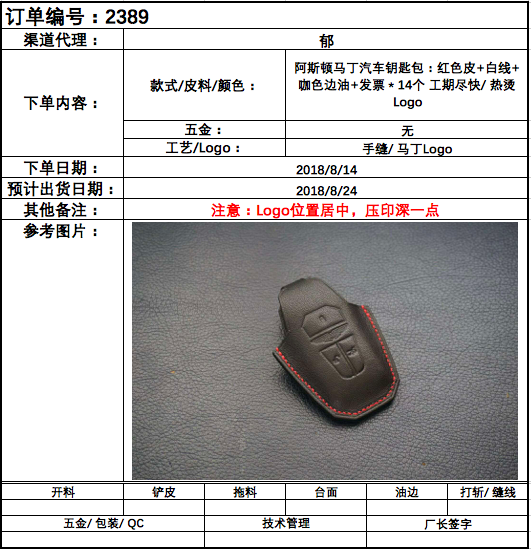 订单编号：2389
渠道代理：
郁
下单内容：
款式/皮料/颜色：
阿斯顿马丁汽车钥匙包：红色皮+白线+
咖色边油+发票＊14个 工期尽快/ 热烫
Logo
五金：
无
工艺/Logo：
手缝/ 马丁Logo
下单日期：
2018/8/14
预计出货日期：
2018/8/24
其他备注：
注意：Logo位置居中，压印深一点
参考图片：
开料
铲皮
拖料
台面
油边
打斩/ 缝线
五金/ 包装/ QC
技术管理
厂长签字